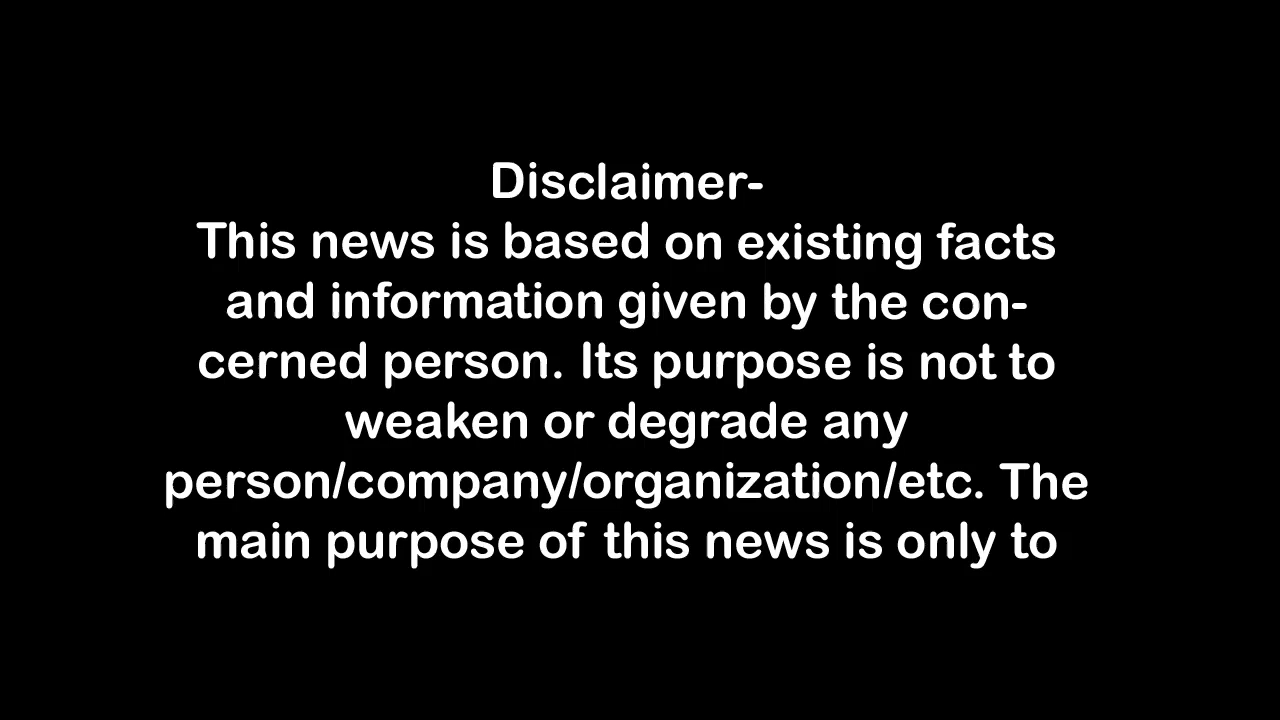 Disclaimer-
This news is based on existing facts
and information given by the con-
cerned person. Its purpose is not to
weaken or degrade any
person/company/organization/etc. The
main purpose of this news is only to